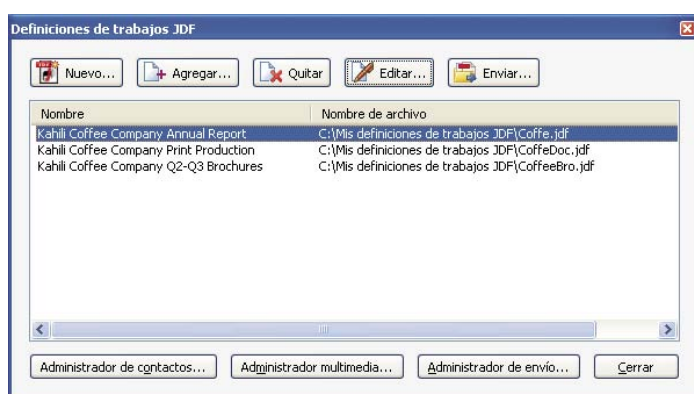 Definiciones de trabajos JDF
Nuevo... Agregar... Quitar Editar... Enviar...
Nombre Nombre de archivo
Kahili Coffee Company Annual Report C:\Mis definiciones de trabajos JDF\Coffe.jdf
Kahili Coffee Company Print Production C:\Mis definiciones de trabajos JDF\CoffeDoc.jdf
Kahili Coffee Company Q2-Q3 Brochures C:\Mis definiciones de trabajos JDF\CoffeeBro.jdf
Administrador de contactos... Administrador multimedia... Administrador de envío... Cerrar